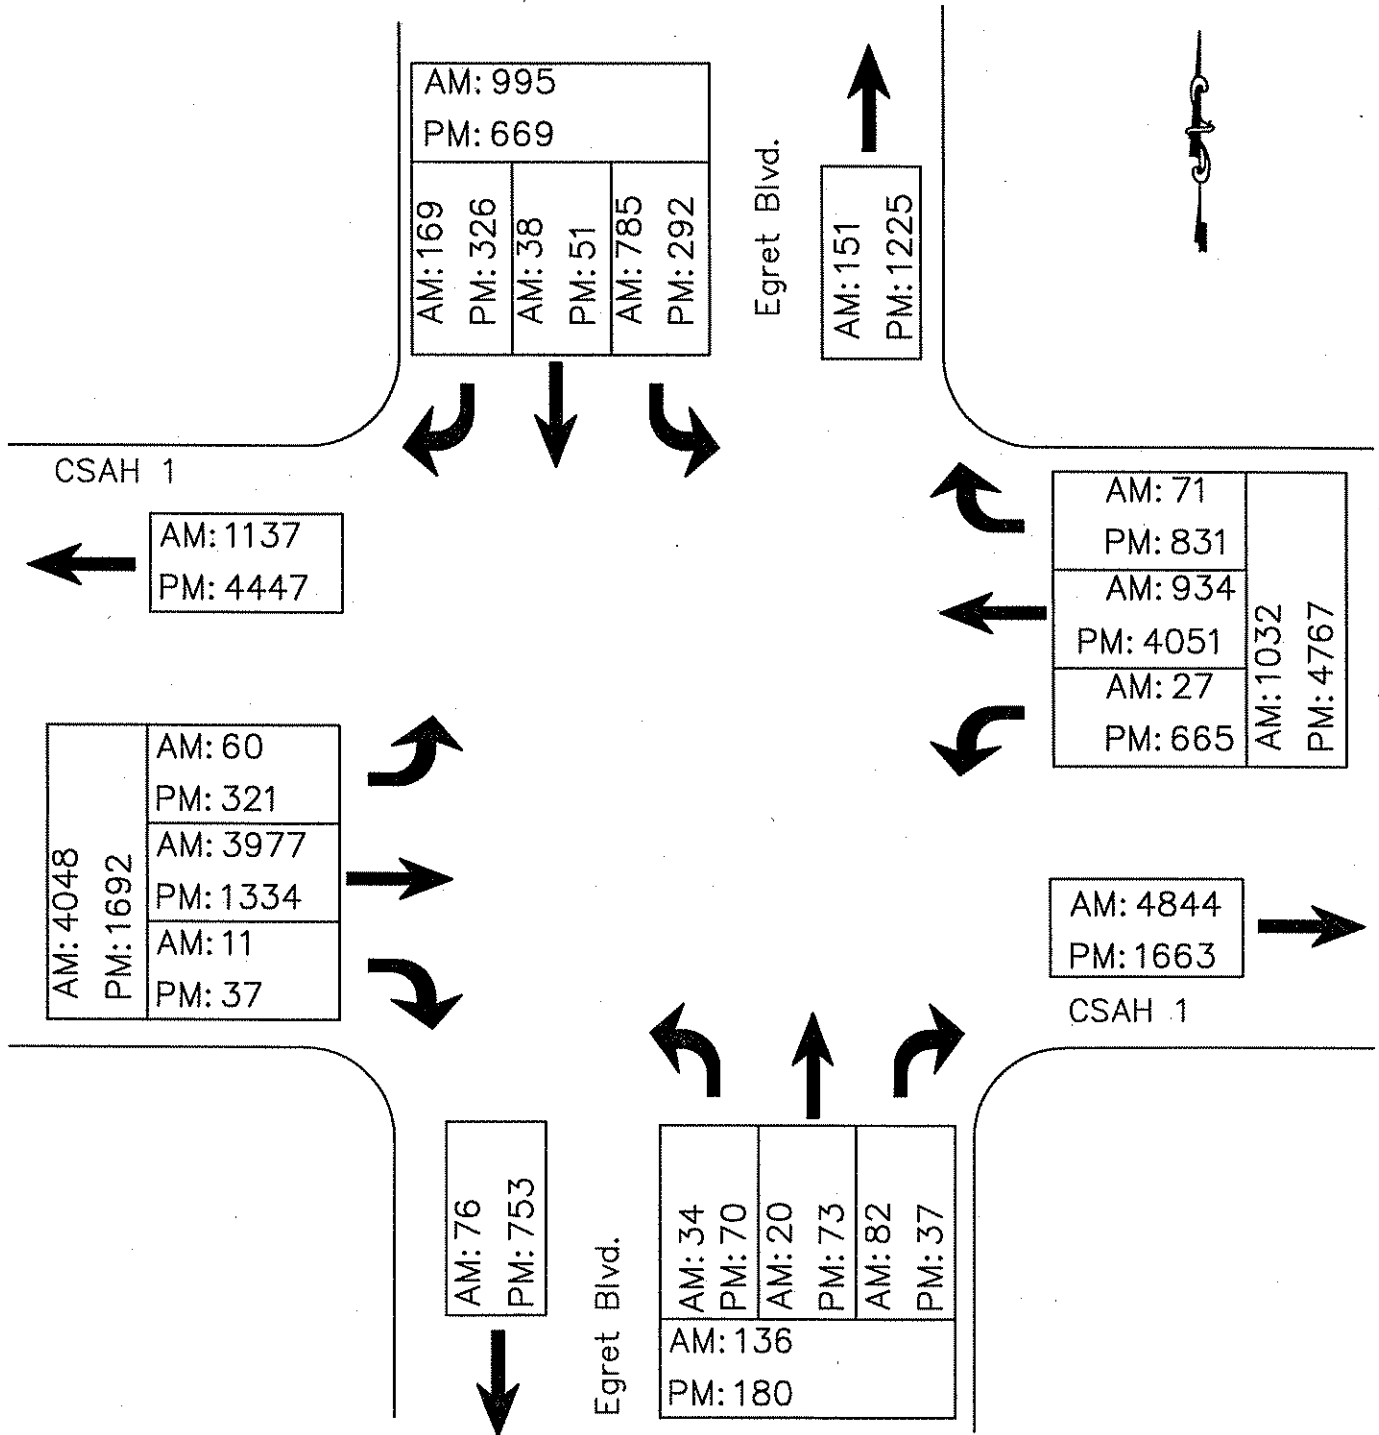 AM: 995
PM: 669
AM: 169
PM: 326
AM: 38
PM: 51
AM: 785
PM: 292
Egret Blvd.
AM: 151
PM: 1225
CSAH 1
AM: 1137
PM: 4447
AM: 71
PM: 831
AM: 934
PM: 4051
AM: 27
PM: 665
AM: 1032
PM: 4767
AM: 4048
PM: 1692
AM: 60
PM: 321
AM: 3977
PM: 1334
AM: 11
PM: 37
AM: 4844
PM: 1663
CSAH 1
AM: 76
PM: 753
Egret Blvd.
AM: 34
PM: 70
AM: 20
PM: 73
AM: 82
PM: 37
AM: 136
PM: 180